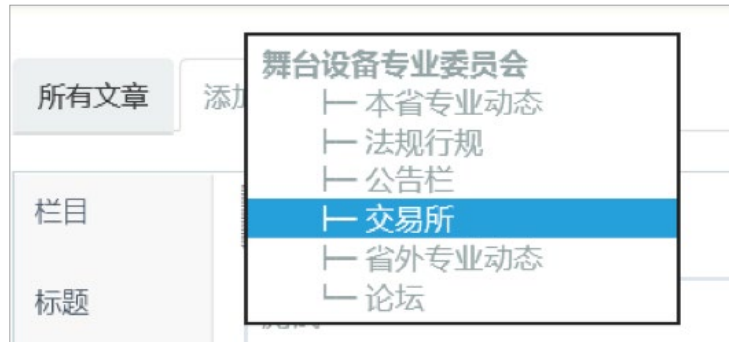 所有文章
添加
舞台设备专业委员会
├─ 本省专业动态
├─ 法规行规
├─ 公告栏
├─ 交易所
├─ 省外专业动态
└─ 论坛
栏目
标题